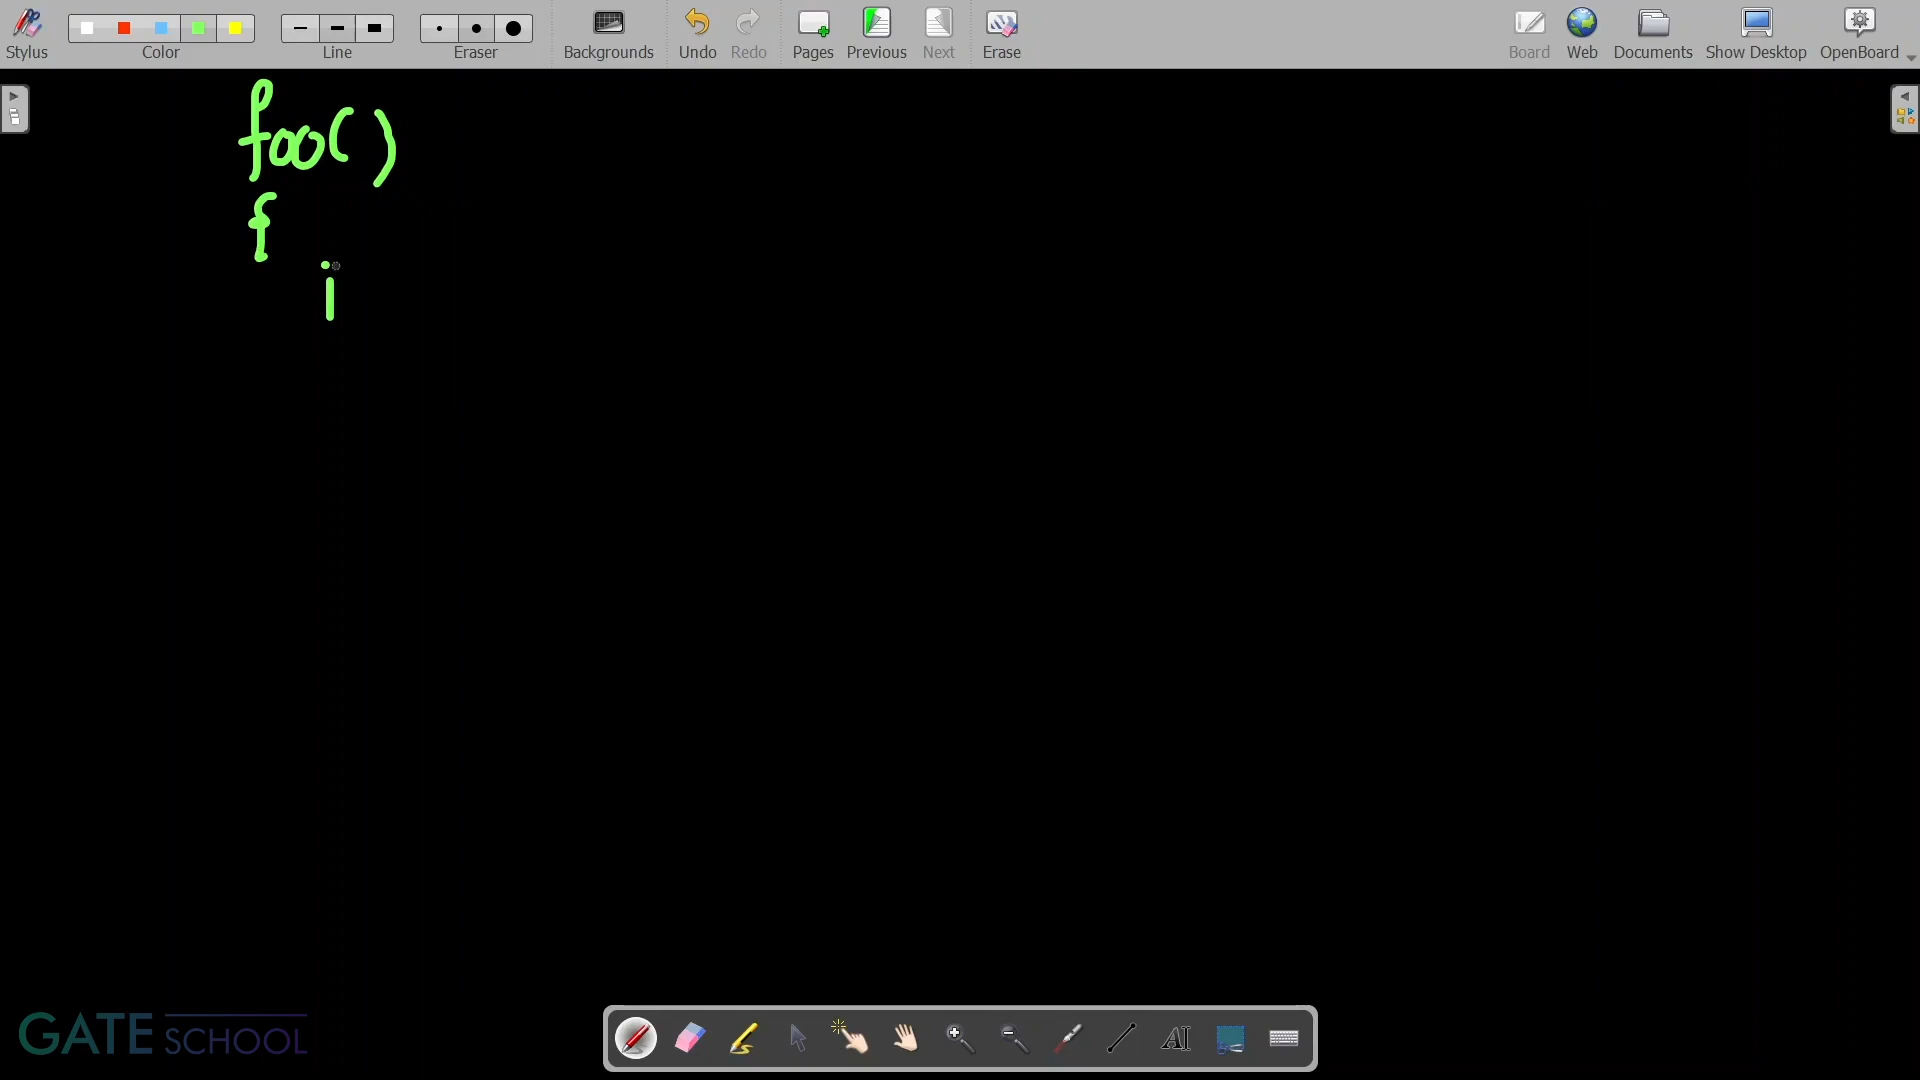 Stylus
Color
Line
Eraser
Backgrounds
Undo
Redo
Pages
Previous
Next
Erase
Board
Web
Documents
Show Desktop
OpenBoard
foo( )
{
i
AI
GATE SCHOOL